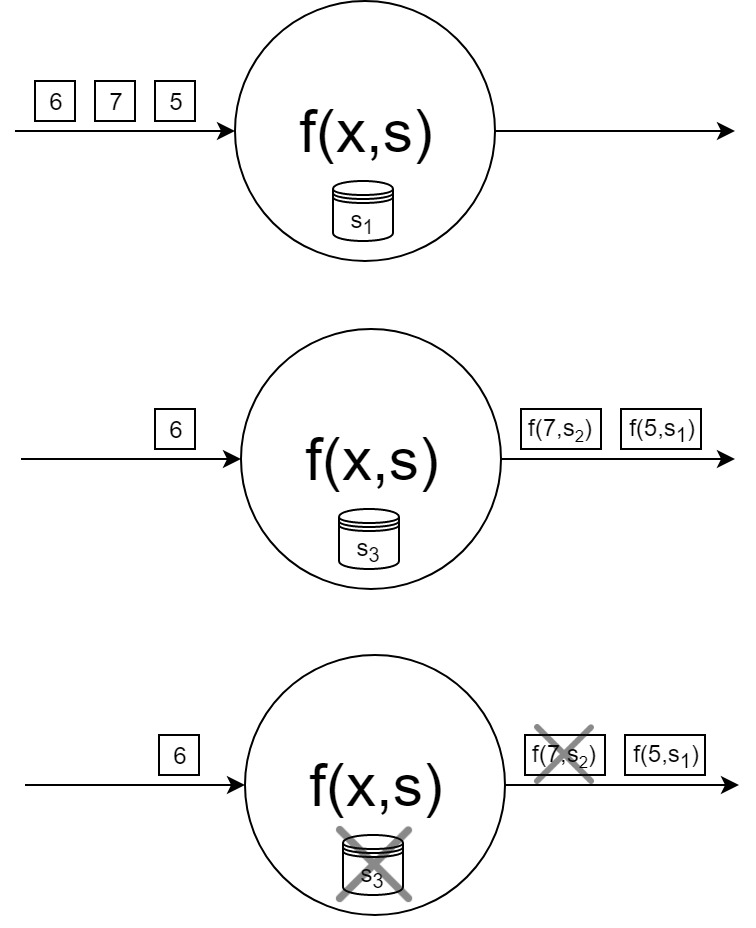 6 7 5
f(x,s)
s1
6
f(7,s2) f(5,s1)
f(x,s)
s3
6
f(7,s2) f(5,s1)
f(x,s)
s3